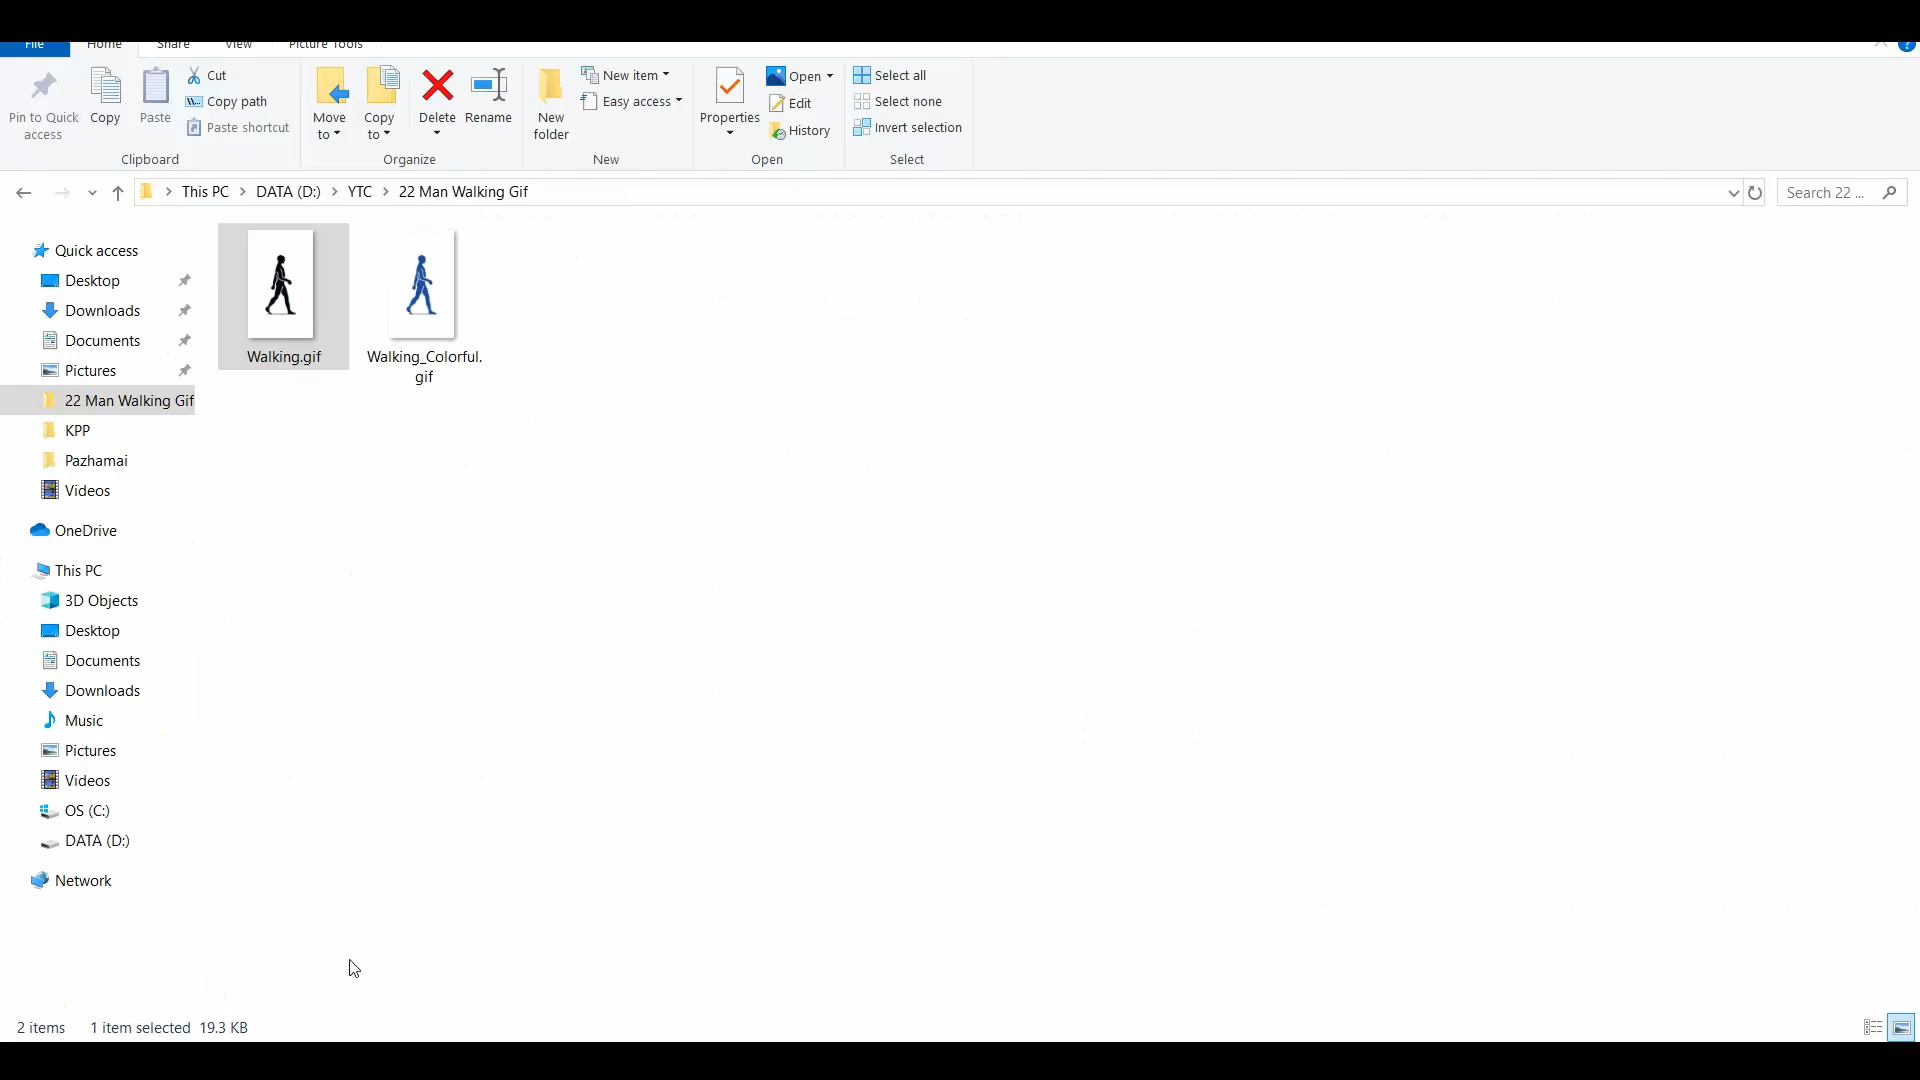 File Home Share View Picture Tools
Pin to Quick access
Copy
Paste
Cut
Copy path
Paste shortcut
Clipboard
Move to
Copy to
Delete
Rename
Organize
New folder
New item
Easy access
New
Properties
Open
Edit
History
Open
Select all
Select none
Invert selection
Select
This PC > DATA (D:) > YTC > 22 Man Walking Gif
Search 22 ...
Quick access
Desktop
Downloads
Documents
Pictures
22 Man Walking Gif
KPP
Pazhamai
Videos
OneDrive
This PC
3D Objects
Desktop
Documents
Downloads
Music
Pictures
Videos
OS (C:)
DATA (D:)
Network
Walking.gif
Walking_Colorful.
gif
2 items 1 item selected 19.3 KB